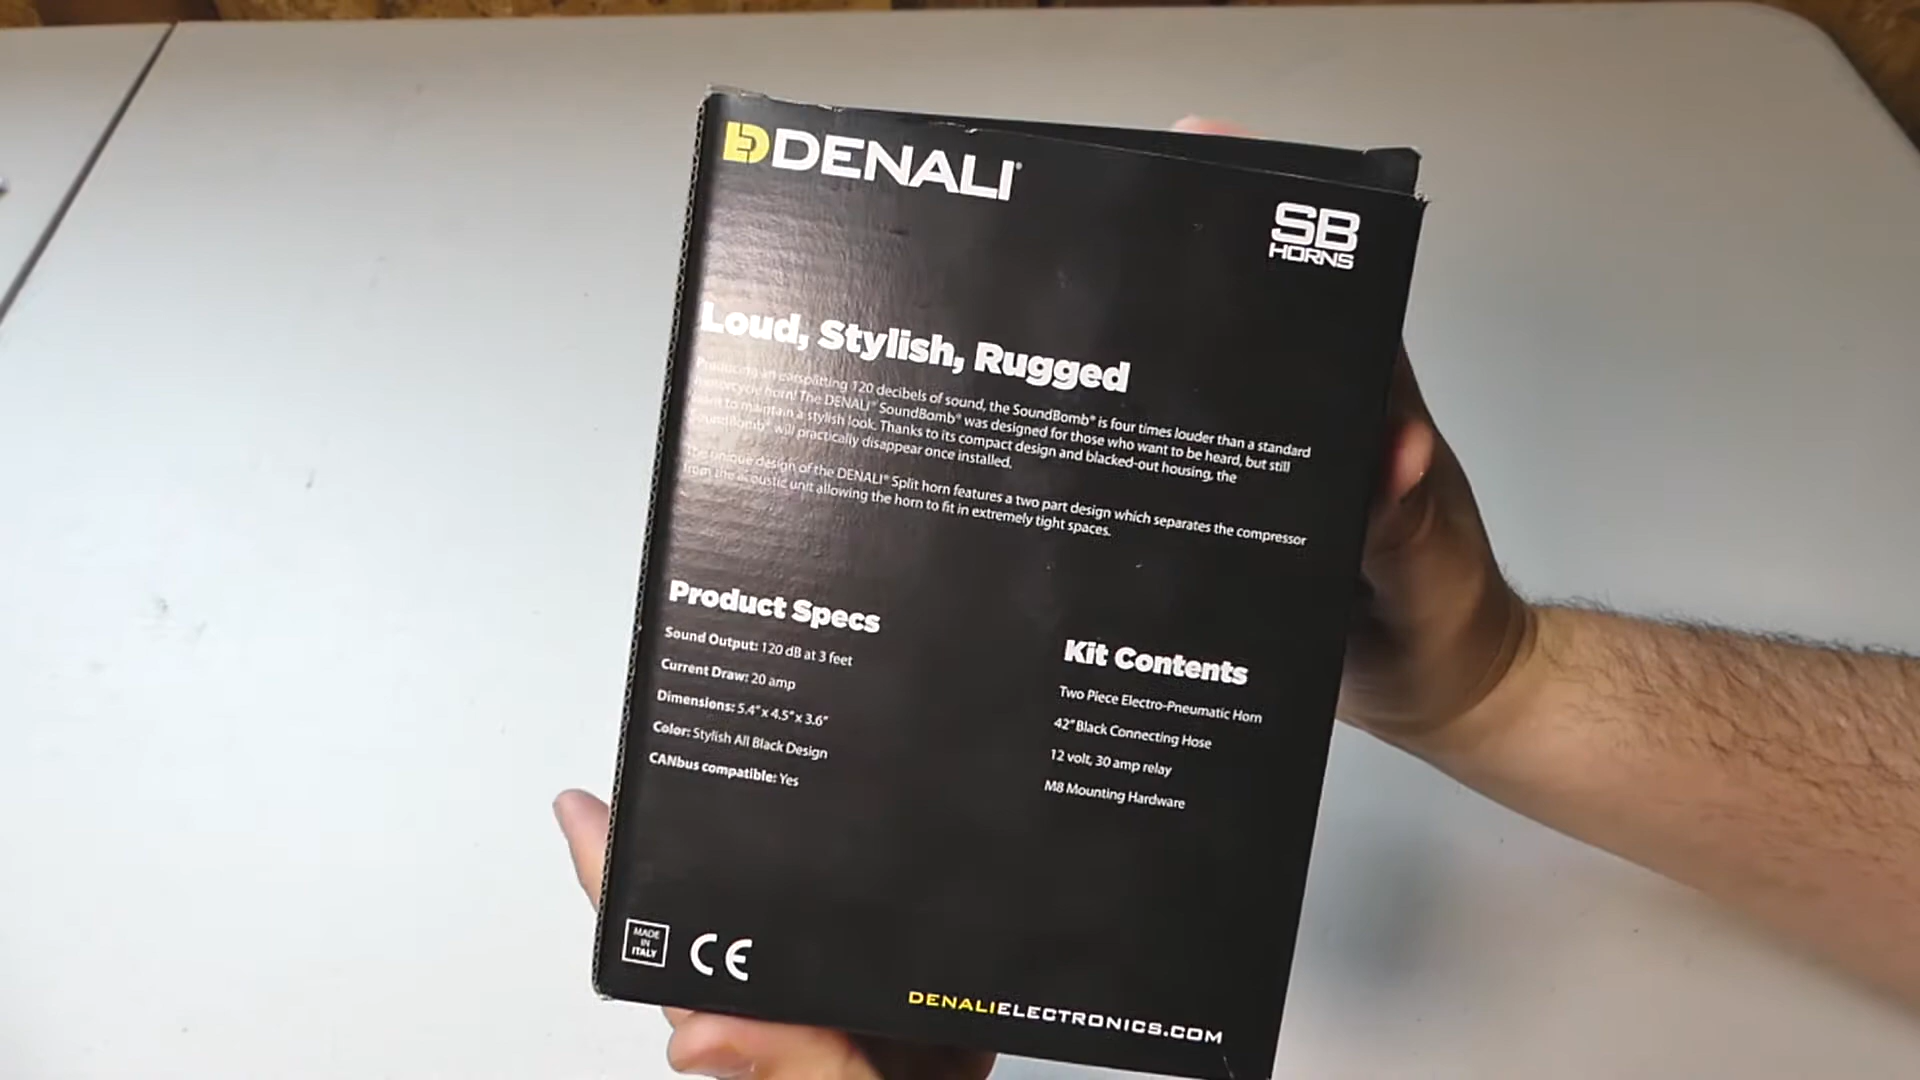 DENALI®
SB
HORNS
Loud, Stylish, Rugged
Producing an earsplitting 120 decibels of sound, the SoundBomb® is four times louder than a standard
motorcycle horn! The DENALI® SoundBomb® was designed for those who want to be heard, but still
want to maintain a stylish look. Thanks to its compact design and blacked-out housing, the
SoundBomb® will practically disappear once installed.
The unique design of the DENALI® Split horn features a two part design which separates the compressor
from the acoustic unit allowing the horn to fit in extremely tight spaces.
Product Specs
Sound Output: 120 dB at 3 feet
Current Draw: 20 amp
Dimensions: 5.4" x 4.5" x 3.6"
Color: Stylish All Black Design
CANbus compatible: Yes
Kit Contents
Two Piece Electro-Pneumatic Horn
42" Black Connecting Hose
12 volt, 30 amp relay
M8 Mounting Hardware
MADE
IN
ITALY
CE
DENALIELECTRONICS.COM